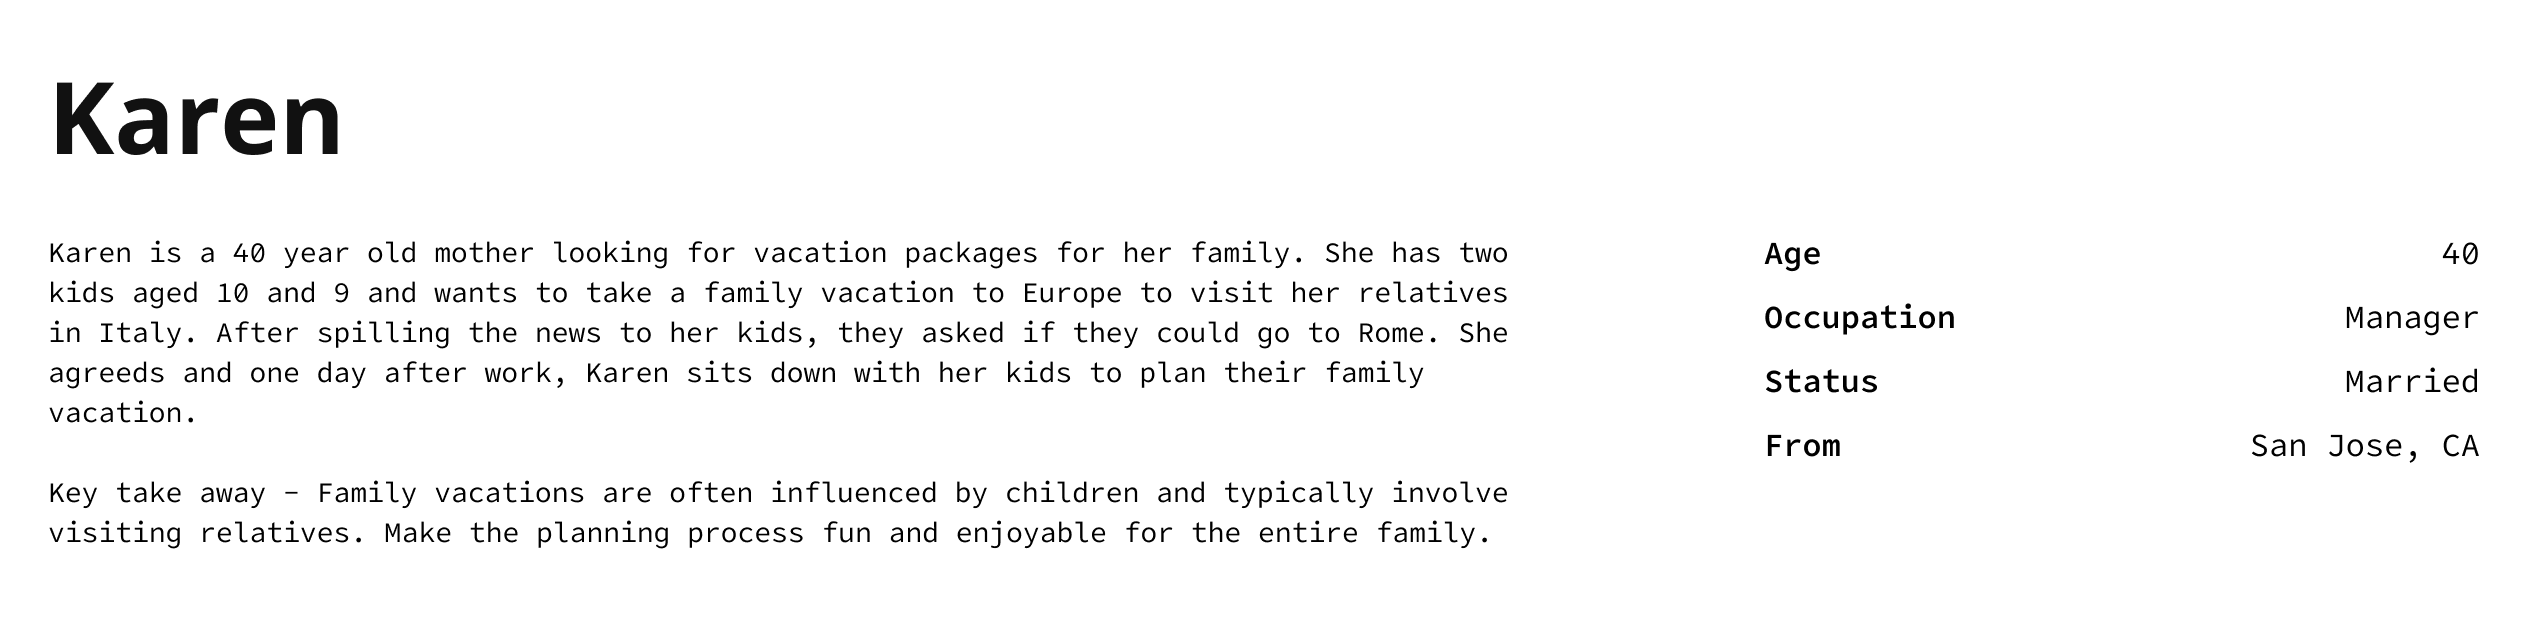 Karen
Karen is a 40 year old mother looking for vacation packages for her family. She has two
kids aged 10 and 9 and wants to take a family vacation to Europe to visit her relatives
in Italy. After spilling the news to her kids, they asked if they could go to Rome. She
agreeds and one day after work, Karen sits down with her kids to plan their family
vacation.
Key take away – Family vacations are often influenced by children and typically involve
visiting relatives. Make the planning process fun and enjoyable for the entire family.
Age 40
Occupation Manager
Status Married
From San Jose, CA